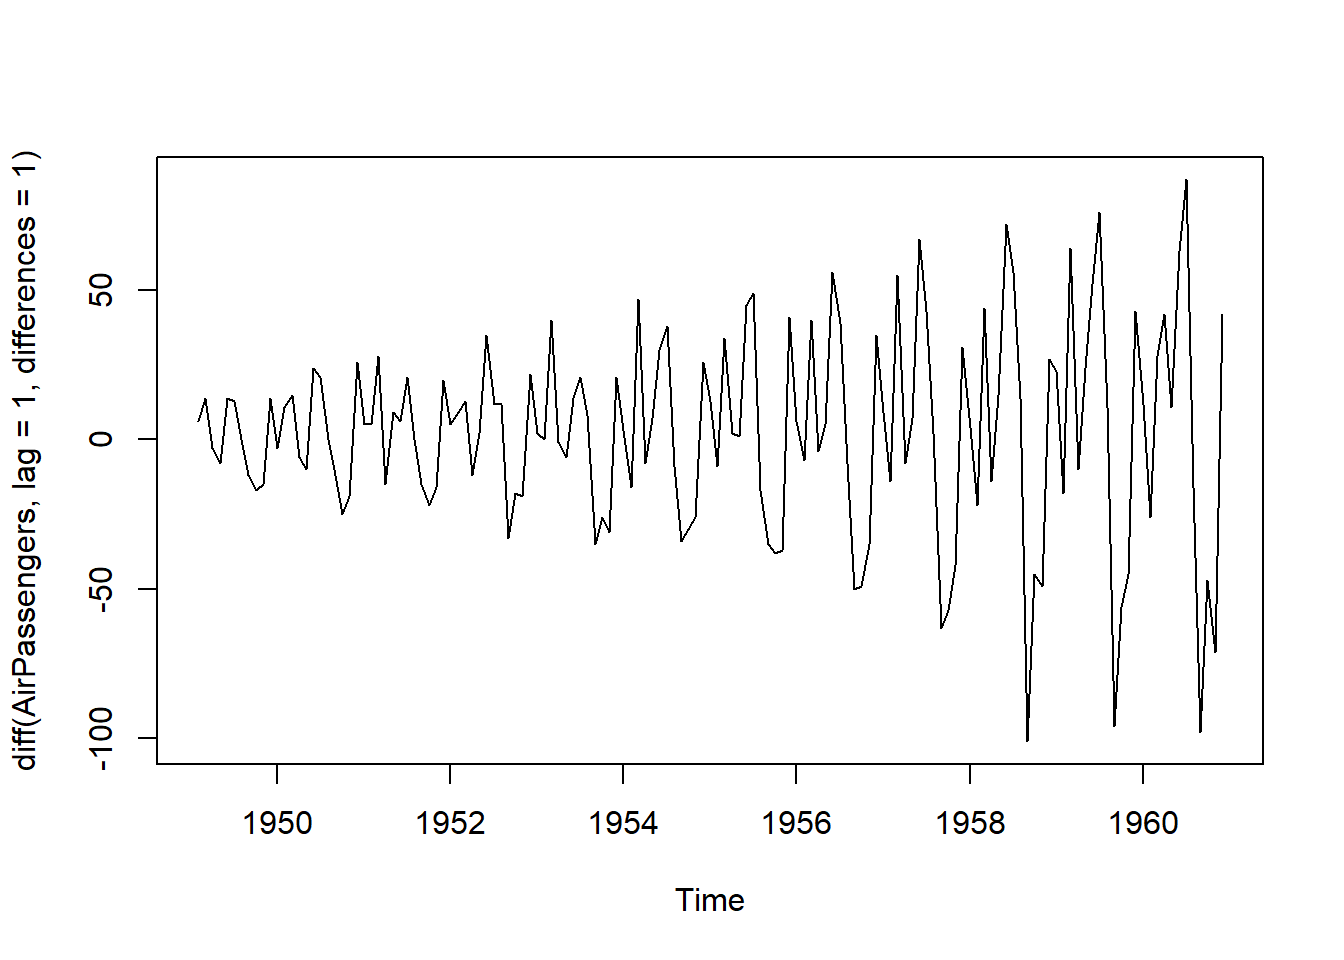 diff(AirPassengers, lag = 1, differences = 1)
50
0
-50
-100
1950 1952 1954 1956 1958 1960
Time